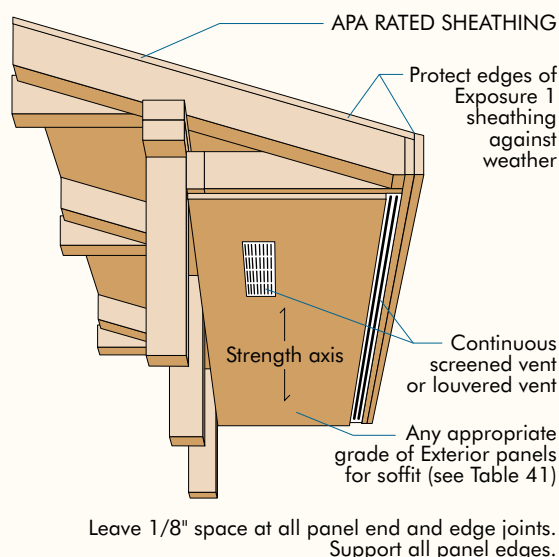 APA RATED SHEATHING
Protect edges of
Exposure 1
sheathing
against
weather
Strength axis
Continuous
screened vent
or louvered vent
Any appropriate
grade of Exterior panels
for soffit (see Table 41)
Leave 1/8" space at all panel end and edge joints.
Support all panel edges.